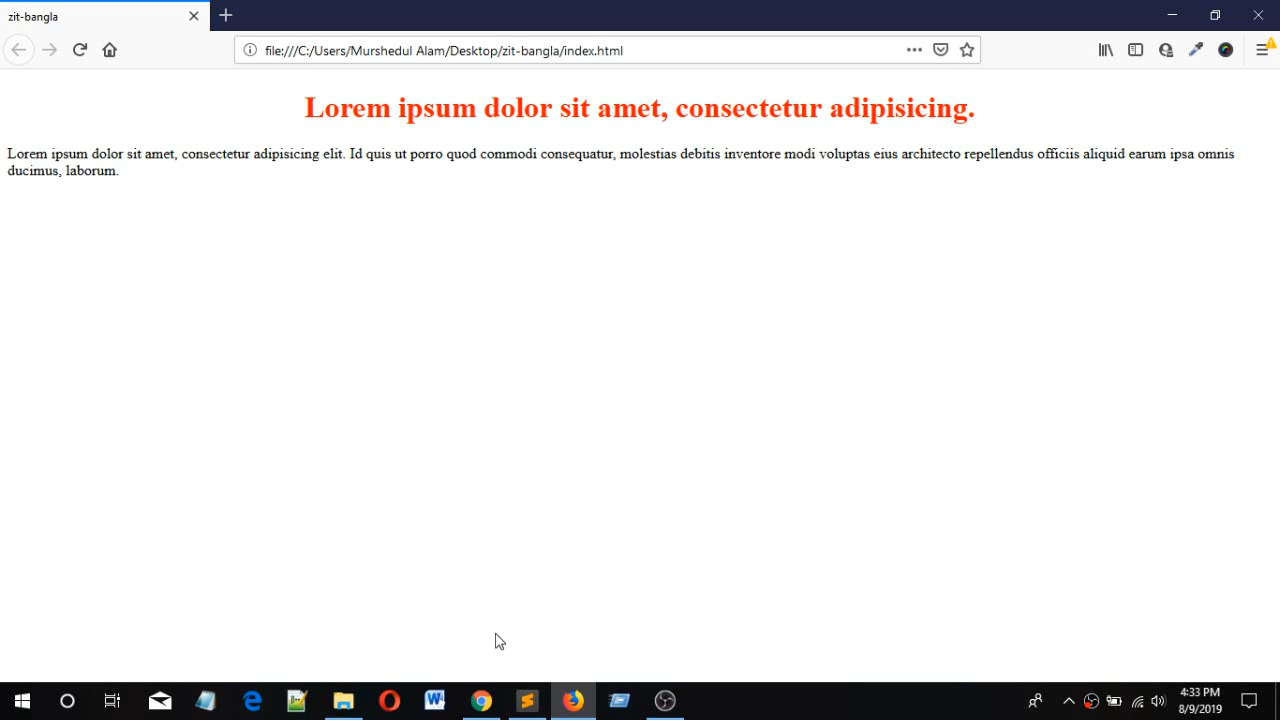 zit-bangla
file:///C:/Users/Murshedul Alam/Desktop/zit-bangla/index.html
Lorem ipsum dolor sit amet, consectetur adipisicing.
Lorem ipsum dolor sit amet, consectetur adipisicing elit. Id quis ut porro quod commodi consequatur, molestias debitis inventore modi voluptas eius architecto repellendus officiis aliquid earum ipsa omnis
ducimus, laborum.
4:33 PM
8/9/2019